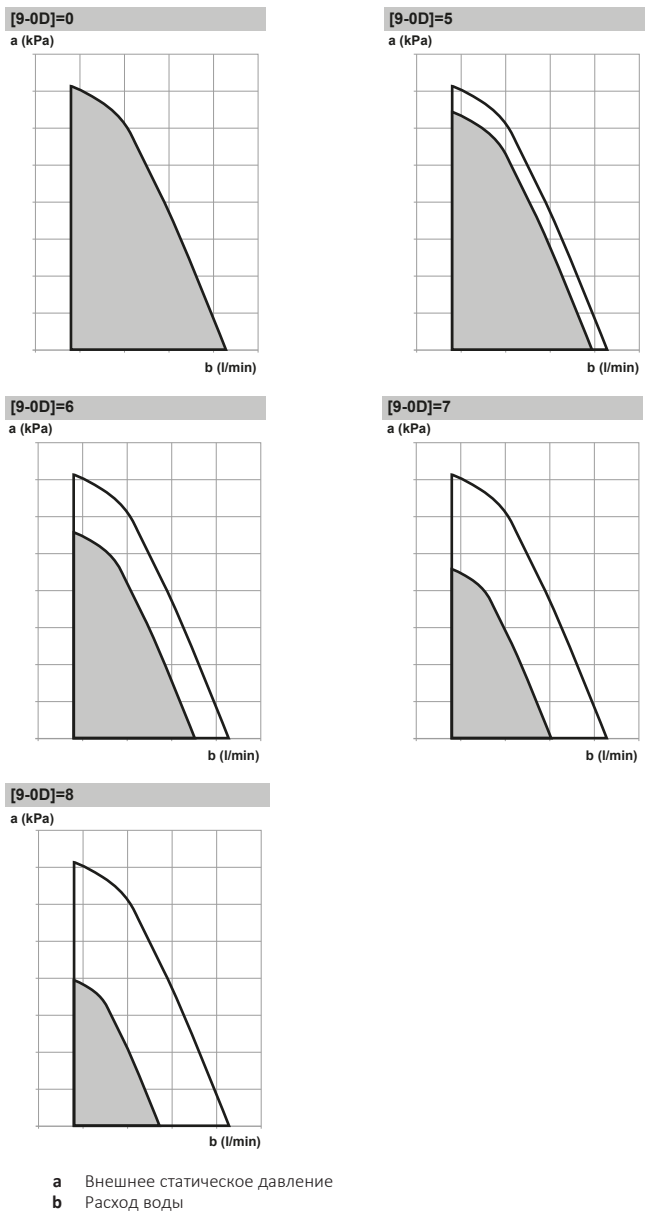 [9-0D]=0
a (kPa)
b (l/min)
[9-0D]=5
a (kPa)
b (l/min)
[9-0D]=6
a (kPa)
b (l/min)
[9-0D]=7
a (kPa)
b (l/min)
[9-0D]=8
a (kPa)
b (l/min)
a Внешнее статическое давление
b Расход воды